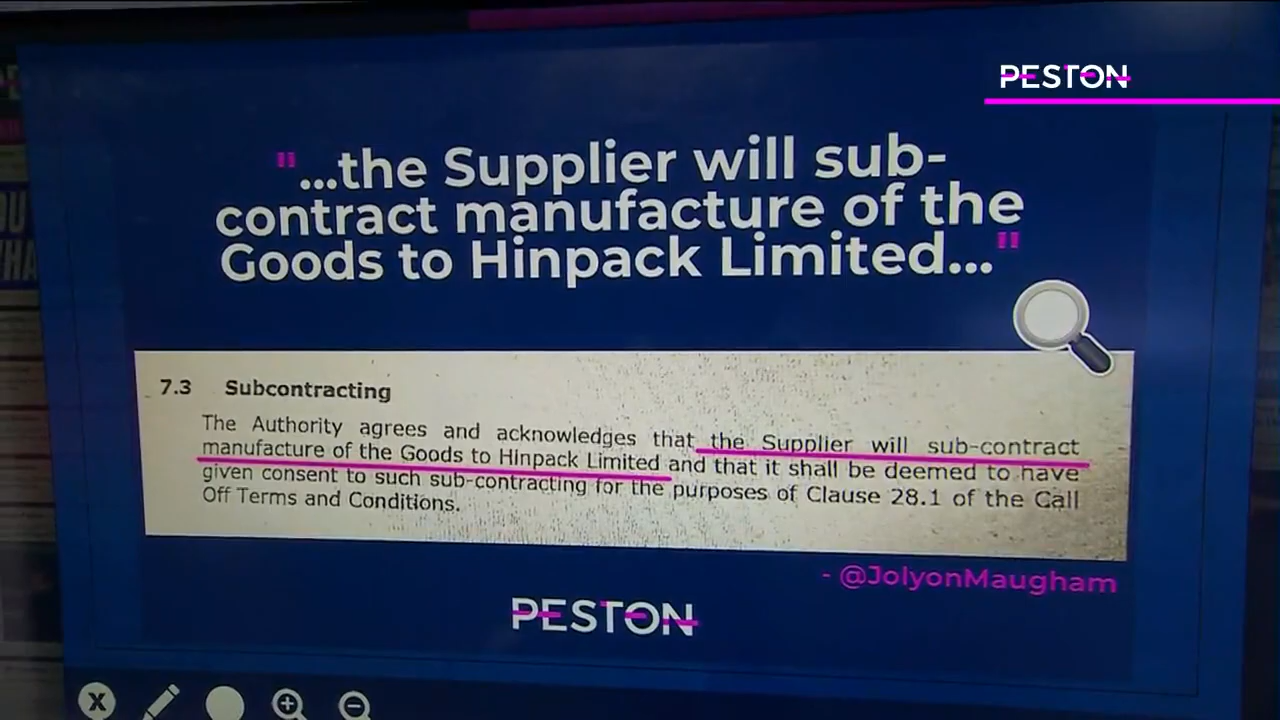 PESTON
"...the Supplier will sub-
contract manufacture of the
Goods to Hinpack Limited..."
7.3 Subcontracting
The Authority agrees and acknowledges that the Supplier will sub-contract
manufacture of the Goods to Hinpack Limited and that it shall be deemed to have
given consent to such sub-contracting for the purposes of Clause 28.1 of the Call
Off Terms and Conditions.
- @JolyonMaugham
PESTON
X